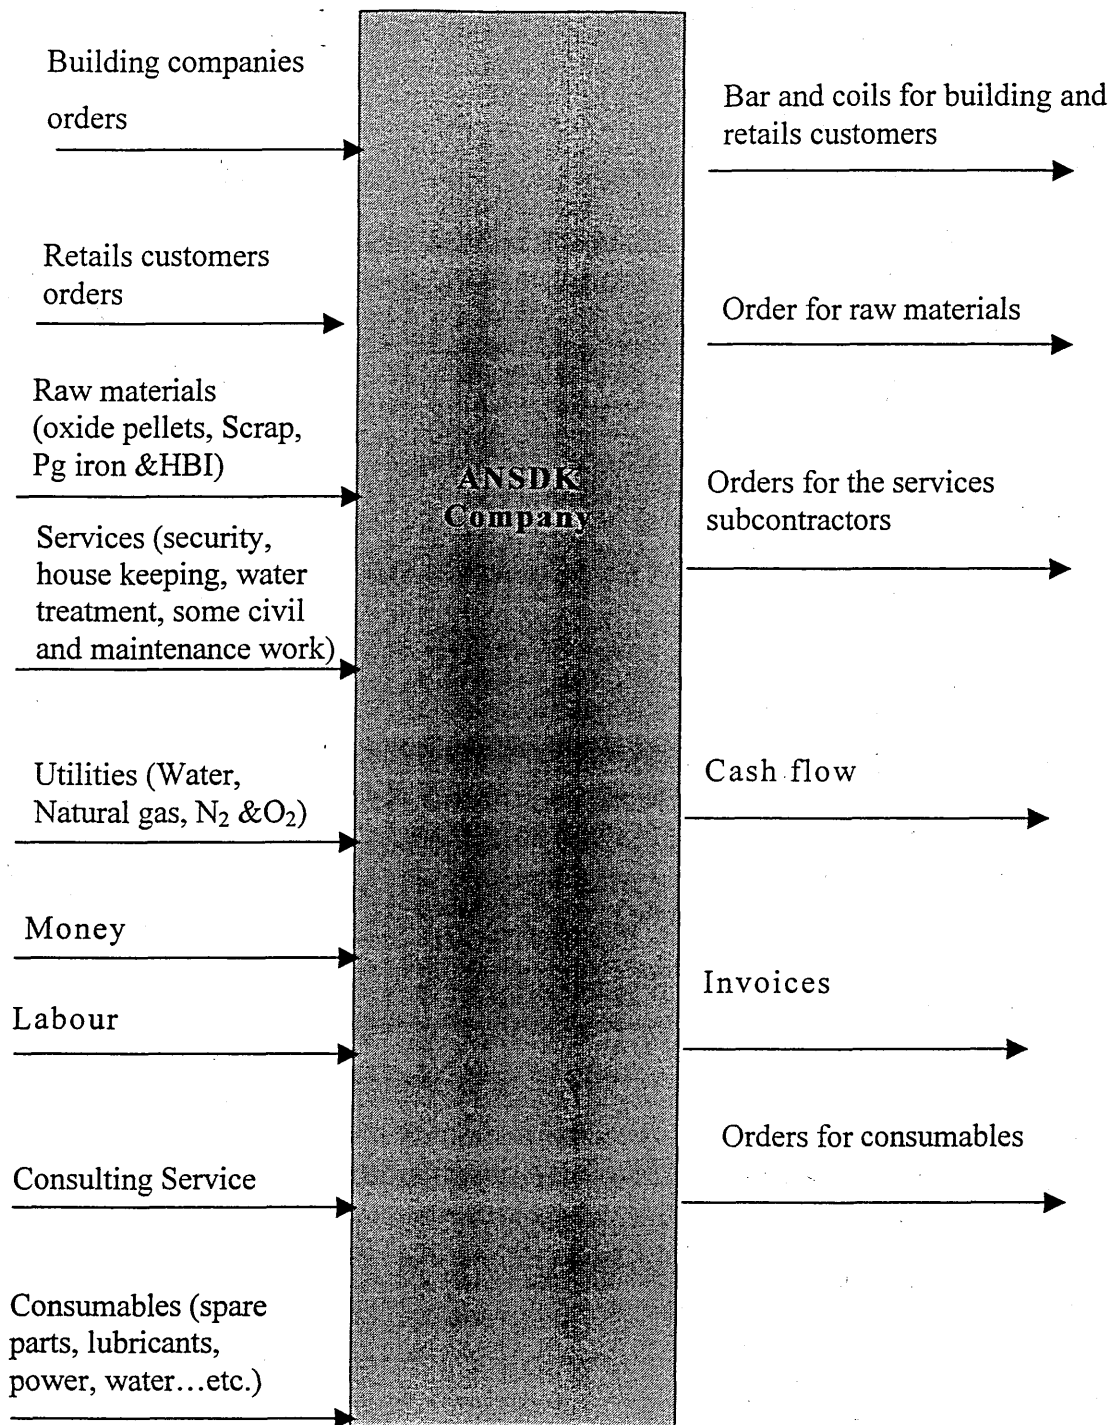 Building companies
orders
Retails customers
orders
Raw materials
(oxide pellets, Scrap,
Pg iron &HBI)
Services (security,
house keeping, water
treatment, some civil
and maintenance work)
Utilities (Water,
Natural gas, N₂ &O₂)
Money
Labour
Consulting Service
Consumables (spare
parts, lubricants,
power, water...etc.)
ANSDK
Company
Bar and coils for building and
retails customers
Order for raw materials
Orders for the services
subcontractors
Cash flow
Invoices
Orders for consumables